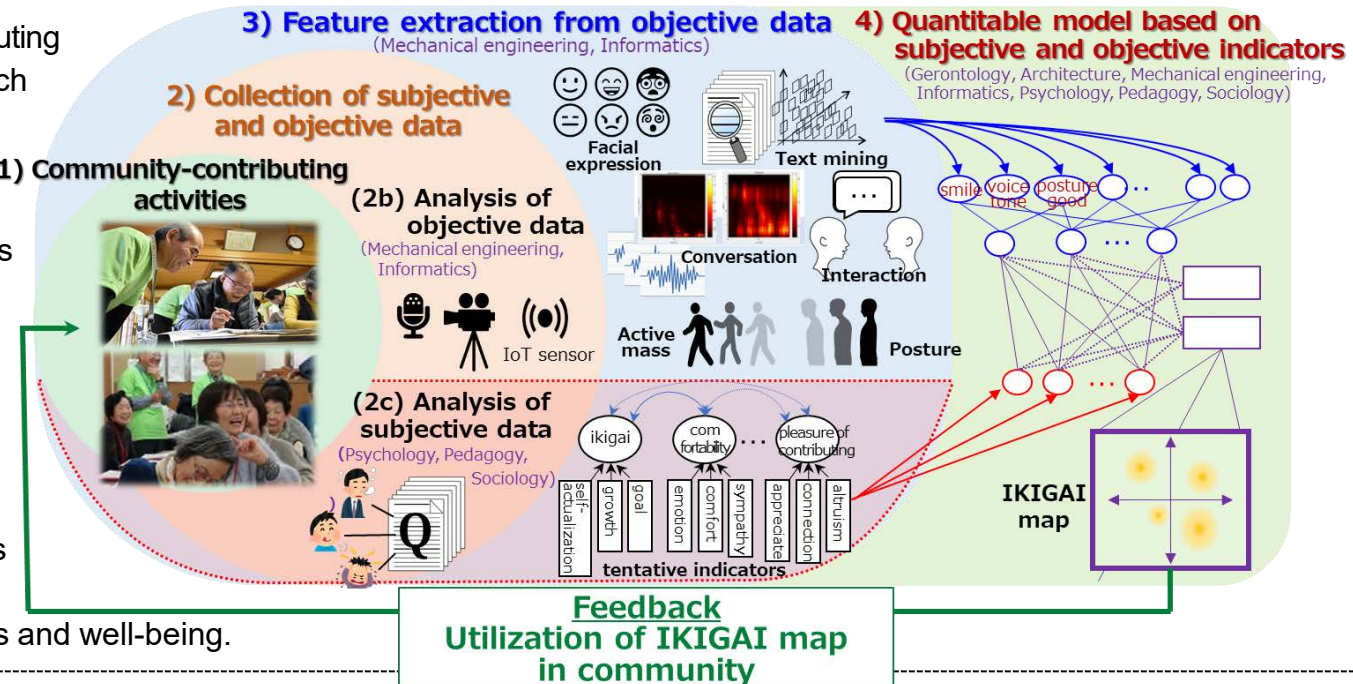 3) Feature extraction from objective data
(Mechanical engineering, Informatics)
4) Quantitable model based on
subjective and objective indicators
(Gerontology, Architecture, Mechanical engineering,
Informatics, Psychology, Pedagogy, Sociology)
uting
ch
s
s
s and well-being.
2) Collection of subjective
and objective data
1) Community-contributing
activities
(2b) Analysis of
objective data
(Mechanical engineering,
Informatics)
IoT sensor
(2c) Analysis of
subjective data
(Psychology, Pedagogy,
Sociology)
Q
Facial
expression
Text mining
...
Conversation
Interaction
Active
mass
Posture
ikigai
com
fortability
...
pleasure of
contributing
self-
actualization
growth
goal
emotion
comfort
sympathy
appreciate
connection
altruism
tentative indicators
smile
voice
tone
posture
good
...
...
...
IKIGAI
map
Feedback
Utilization of IKIGAI map
in community